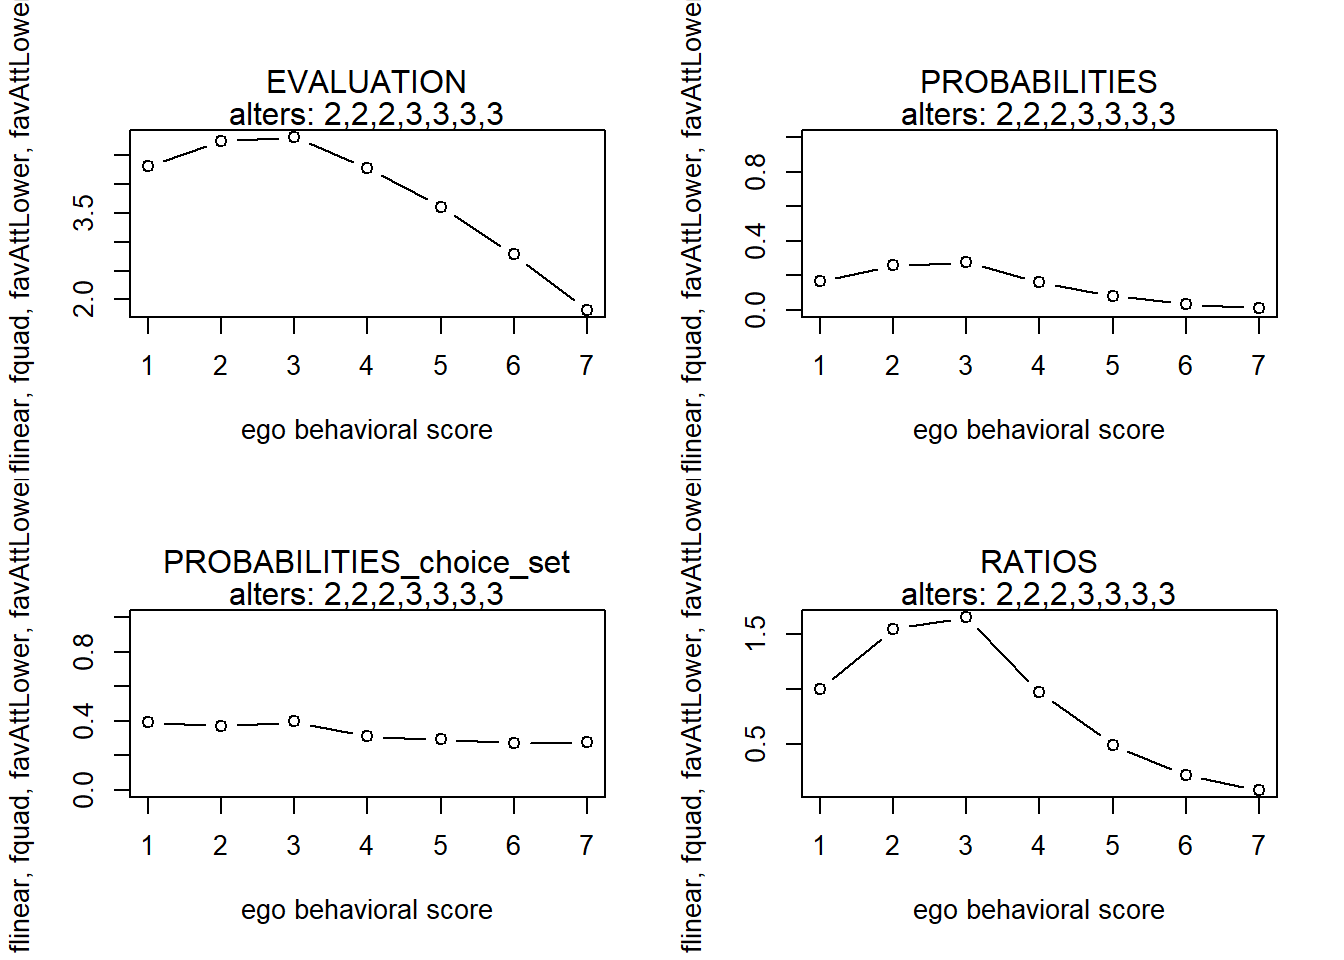 EVALUATION
alters: 2,2,2,3,3,3,3
flinear, fquad, favAttLower, favAttLowe
3.5
2.0
1 2 3 4 5 6 7
ego behavioral score
PROBABILITIES
alters: 2,2,2,3,3,3,3
flinear, fquad, favAttLower, favAttLowe
0.8
0.4
0.0
1 2 3 4 5 6 7
ego behavioral score
PROBABILITIES_choice_set
alters: 2,2,2,3,3,3,3
flinear, fquad, favAttLower, favAttLowe
0.8
0.4
0.0
1 2 3 4 5 6 7
ego behavioral score
RATIOS
alters: 2,2,2,3,3,3,3
flinear, fquad, favAttLower, favAttLowe
1.5
0.5
1 2 3 4 5 6 7
ego behavioral score